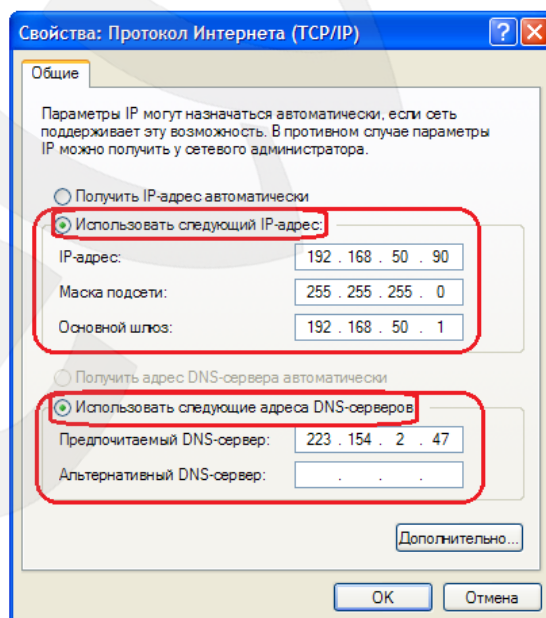 Свойства: Протокол Интернета (TCP/IP)
Общие
Параметры IP могут назначаться автоматически, если сеть
поддерживает эту возможность. В противном случае параметры
IP можно получить у сетевого администратора.
Получить IP-адрес автоматически
Использовать следующий IP-адрес:
IP-адрес: 192 . 168 . 50 . 90
Маска подсети: 255 . 255 . 255 . 0
Основной шлюз: 192 . 168 . 50 . 1
Получить адрес DNS-сервера автоматически
Использовать следующие адреса DNS-серверов
Предпочитаемый DNS-сервер: 223 . 154 . 2 . 47
Альтернативный DNS-сервер: . . .
Дополнительно...
OK Отмена